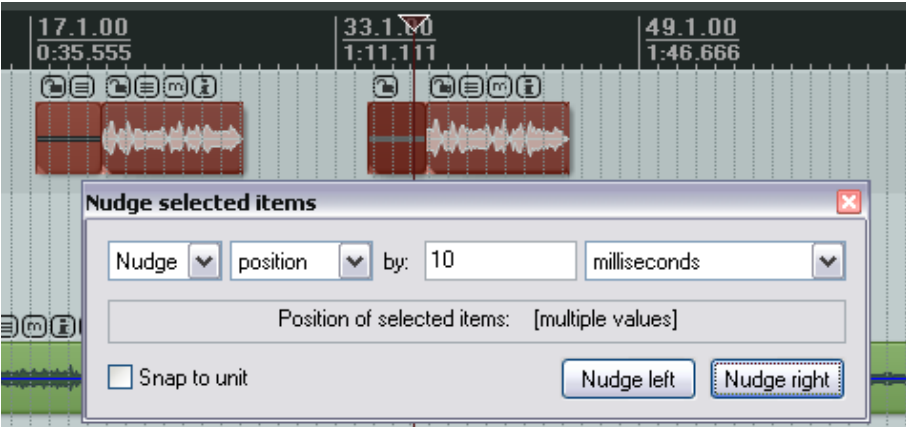 17.1.00 33.1.00 49.1.00
0:35.555 1:11.111 1:46.666
Nudge selected items
Nudge position by: 10 milliseconds
Position of selected items: [multiple values]
Snap to unit Nudge left Nudge right